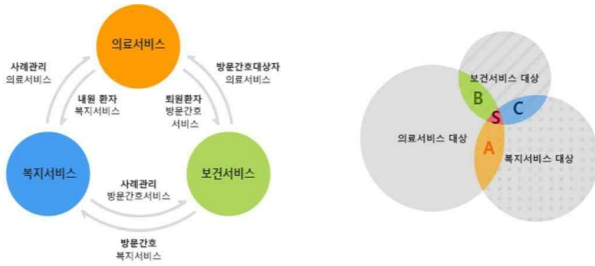 의료서비스
사례관리
의료서비스
방문간호대상자
의료서비스
내원 환자
복지서비스
퇴원환자
방문간호
서비스
복지서비스
보건서비스
사례관리
방문간호서비스
방문간호
복지서비스
보건서비스 대상
B
C
S
의료서비스 대상
A
복지서비스 대상